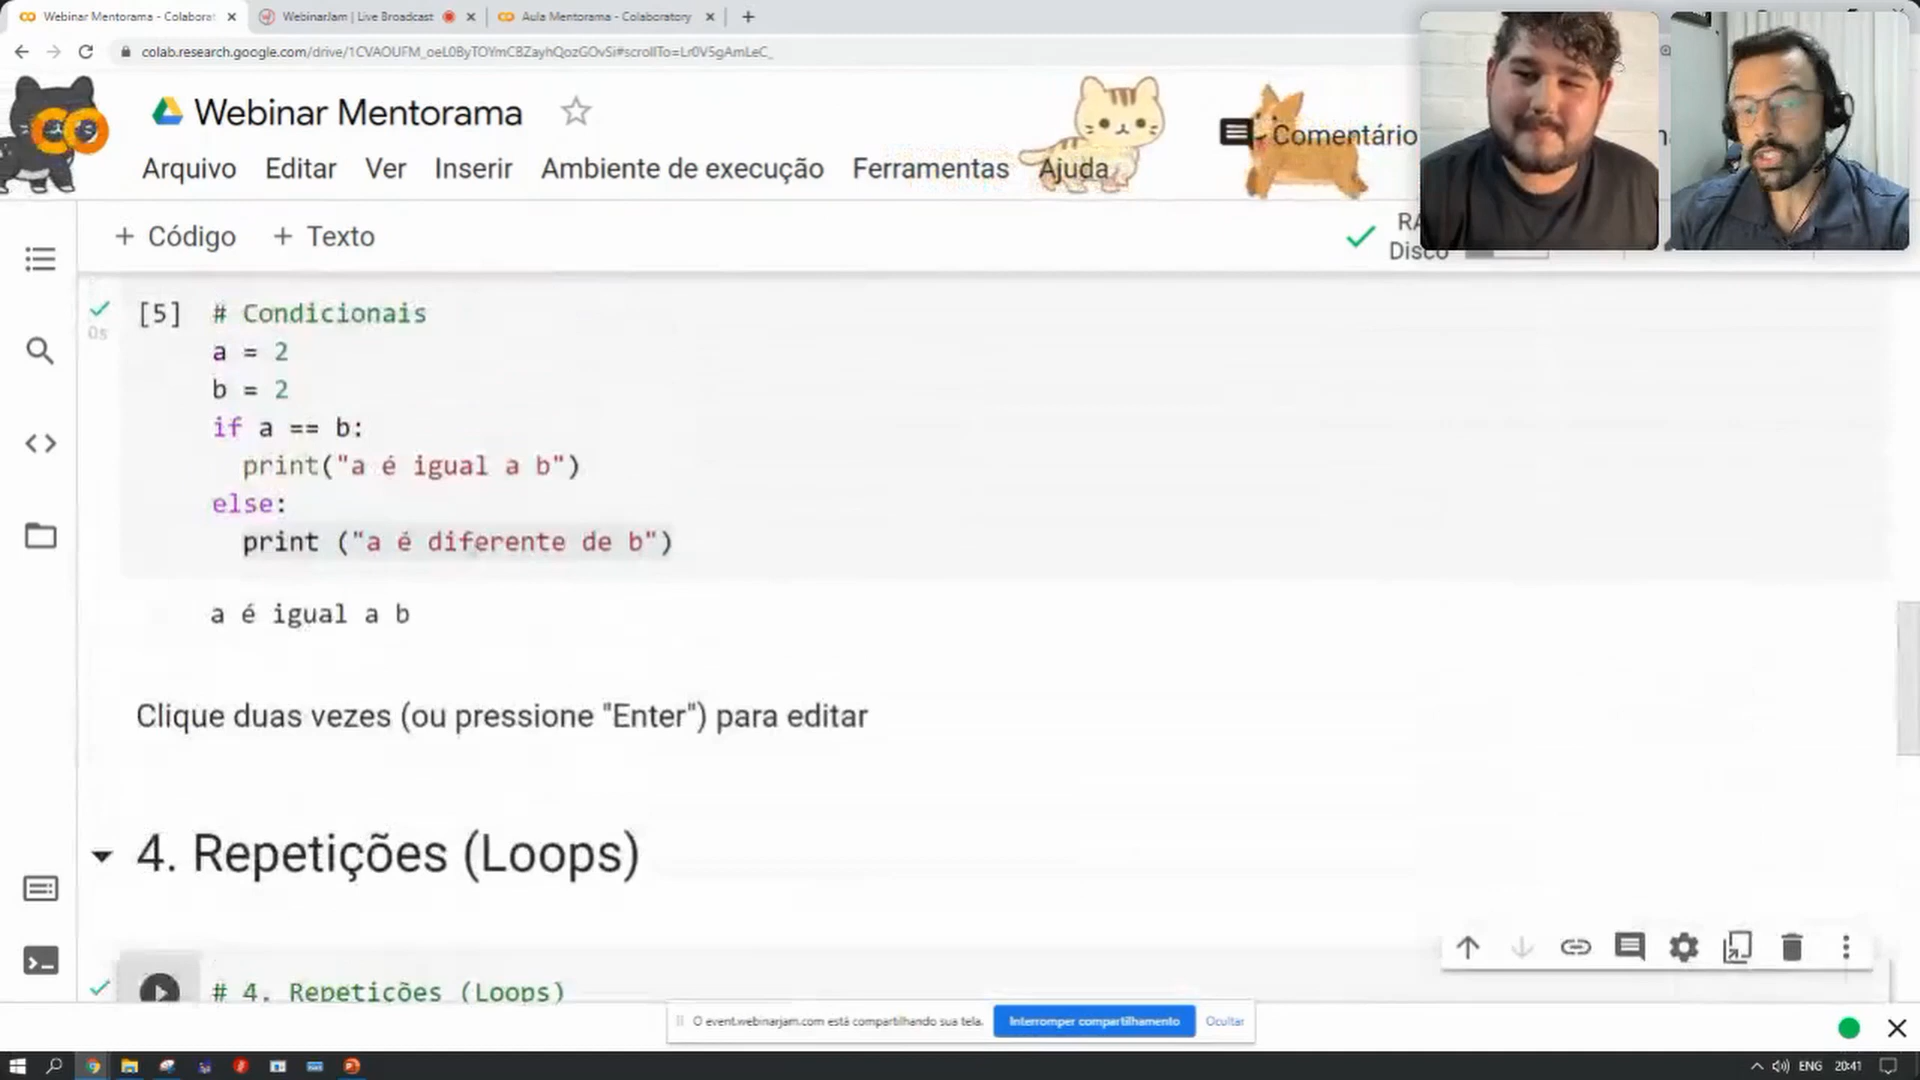 Webinar Mentorama - Colaborat
WebinarJam | Live Broadcast
Aula Mentorama - Colaboratory
colab.research.google.com/drive/1CVAOUFM_oeL0ByTOYmCBZayhQozGOvSi#scrollTo=Lr0V5gAmLeC_
Webinar Mentorama
Comentário
Arquivo Editar Ver Inserir Ambiente de execução Ferramentas Ajuda
+ Código + Texto
RA
Disco
[5] # Condicionais
0s
a = 2
b = 2
if a == b:
print("a é igual a b")
else:
print ("a é diferente de b")
a é igual a b
Clique duas vezes (ou pressione "Enter") para editar
4. Repetições (Loops)
# 4. Repetições (Loops)
O event.webinarjam.com está compartilhando sua tela.
Interromper compartilhamento
Ocultar
ENG 20:41